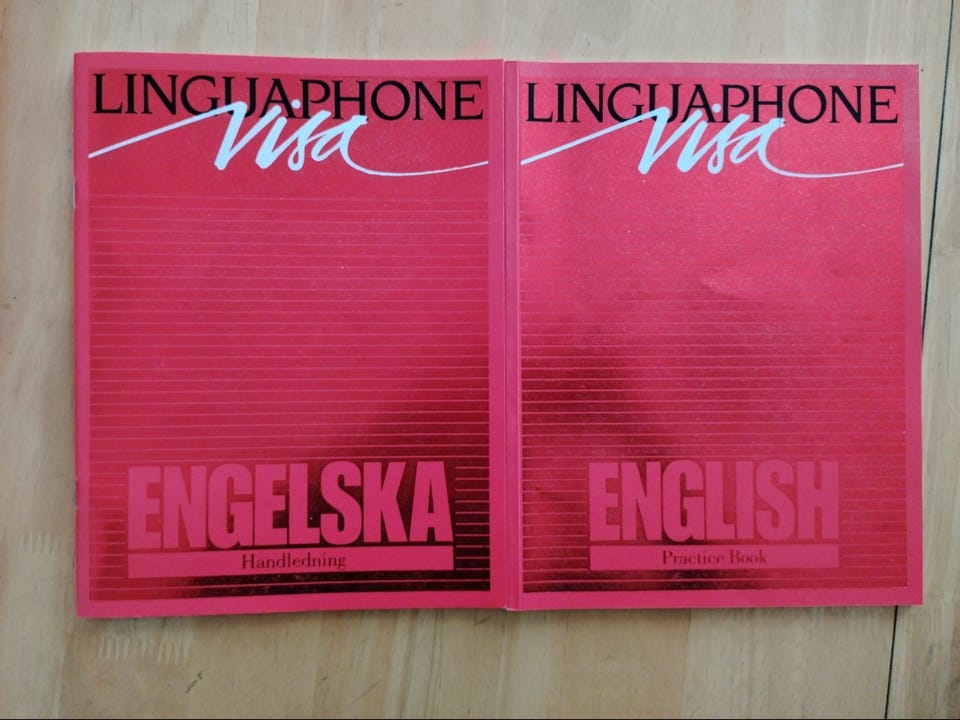 LINGUAPHONE
Visa
ENGELSKA
Handledning
LINGUAPHONE
Visa
ENGLISH
Practice Book